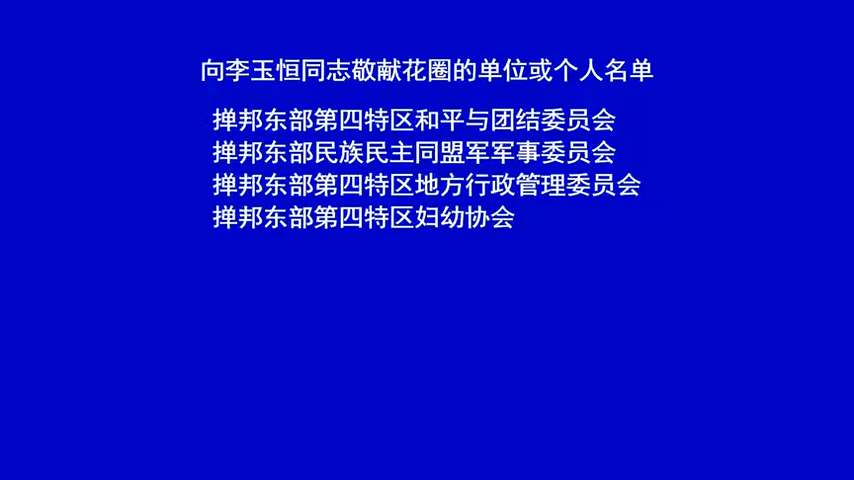 向李玉恒同志敬献花圈的单位或个人名单
掸邦东部第四特区和平与团结委员会
掸邦东部民族民主同盟军军事委员会
掸邦东部第四特区地方行政管理委员会
掸邦东部第四特区妇幼协会